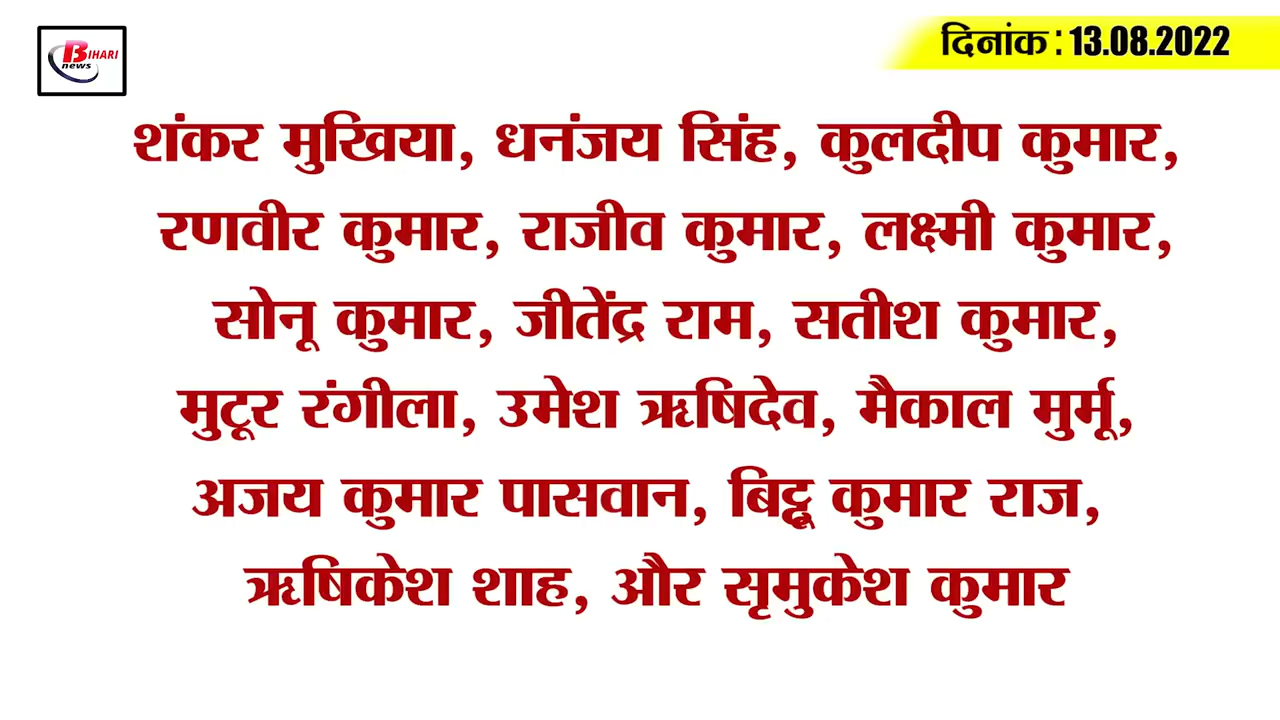 BIHARI
news
दिनांक : 13.08.2022
शंकर मुखिया, धनंजय सिंह, कुलदीप कुमार,
रणवीर कुमार, राजीव कुमार, लक्ष्मी कुमार,
सोनू कुमार, जीतेंद्र राम, सतीश कुमार,
मुटूर रंगीला, उमेश ऋषिदेव, मैकाल मुर्मू,
अजय कुमार पासवान, बिट्टू कुमार राज,
ऋषिकेश शाह, और सृमुकेश कुमार